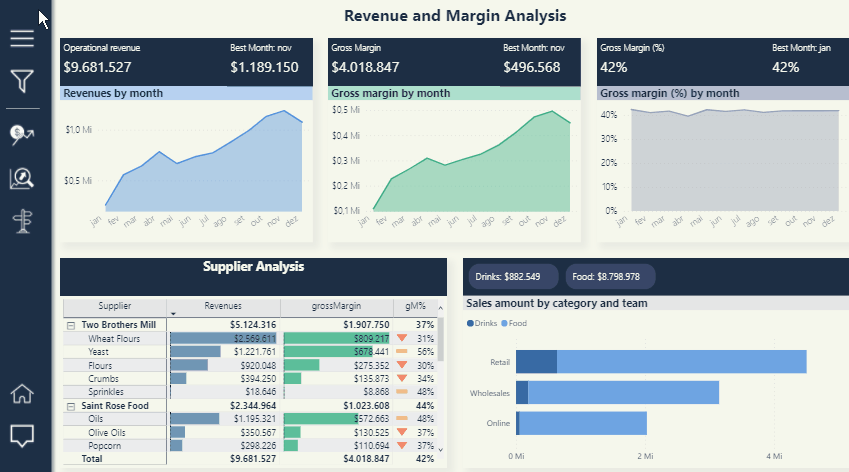 Revenue and Margin Analysis
Operational revenue Best Month: nov
$9.681.527 $1.189.150
Revenues by month
$1,0 Mi
$0,5 Mi
jan fev mar abr mai jun jul ago set out nov dez
Gross Margin Best Month: nov
$4.018.847 $496.568
Gross margin by month
$0,5 Mi
$0,4 Mi
$0,3 Mi
$0,2 Mi
$0,1 Mi
jan fev mar abr mai jun jul ago set out nov dez
Gross Margin (%) Best Month: jan
42% 42%
Gross margin (%) by month
40%
30%
20%
10%
0%
jan fev mar abr mai jun jul ago set out nov dez
Supplier Analysis
Supplier Revenues grossMargin gM%
Two Brothers Mill $5.124.316 $1.907.750 37%
Wheat Flours $2.569.611 $809.217 31%
Yeast $1.221.761 $678.441 56%
Flours $920.048 $275.352 30%
Crumbs $394.250 $135.873 34%
Sprinkles $18.646 $8.868 48%
Saint Rose Food $2.344.964 $1.023.608 44%
Oils $1.195.321 $572.663 48%
Olive Oils $350.567 $130.525 37%
Popcorn $298.226 $110.694 37%
Total $9.681.527 $4.018.847 42%
Drinks: $882.549 Food: $8.798.978
Sales amount by category and team
Drinks Food
Retail
Wholesales
Online
0 Mi 2 Mi 4 Mi